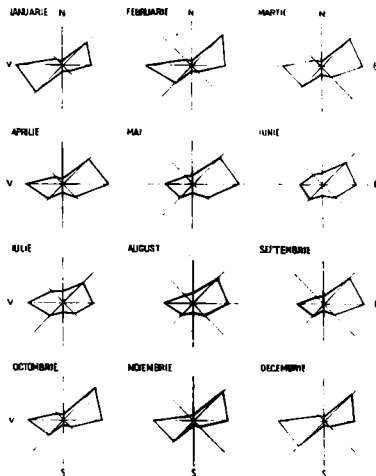 IANUARIE N FEBRUARIE N MARTIE N
V E
APRILIE MAI IUNIE
V E
IULIE AUGUST SEPTEMBRIE
V E
OCTOMBRIE NOIEMBRIE DECEMBRIE
V
S S S